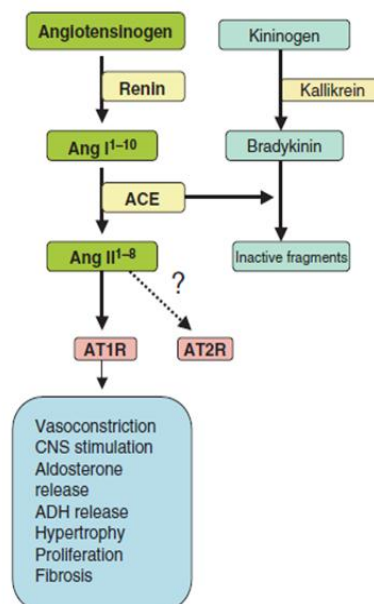 Angiotensinogen
Kininogen
Renin
Kallikrein
Ang I¹⁻¹⁰
Bradykinin
ACE
Ang II¹⁻⁸
Inactive fragments
?
AT1R
AT2R
Vasoconstriction
CNS stimulation
Aldosterone
release
ADH release
Hypertrophy
Proliferation
Fibrosis